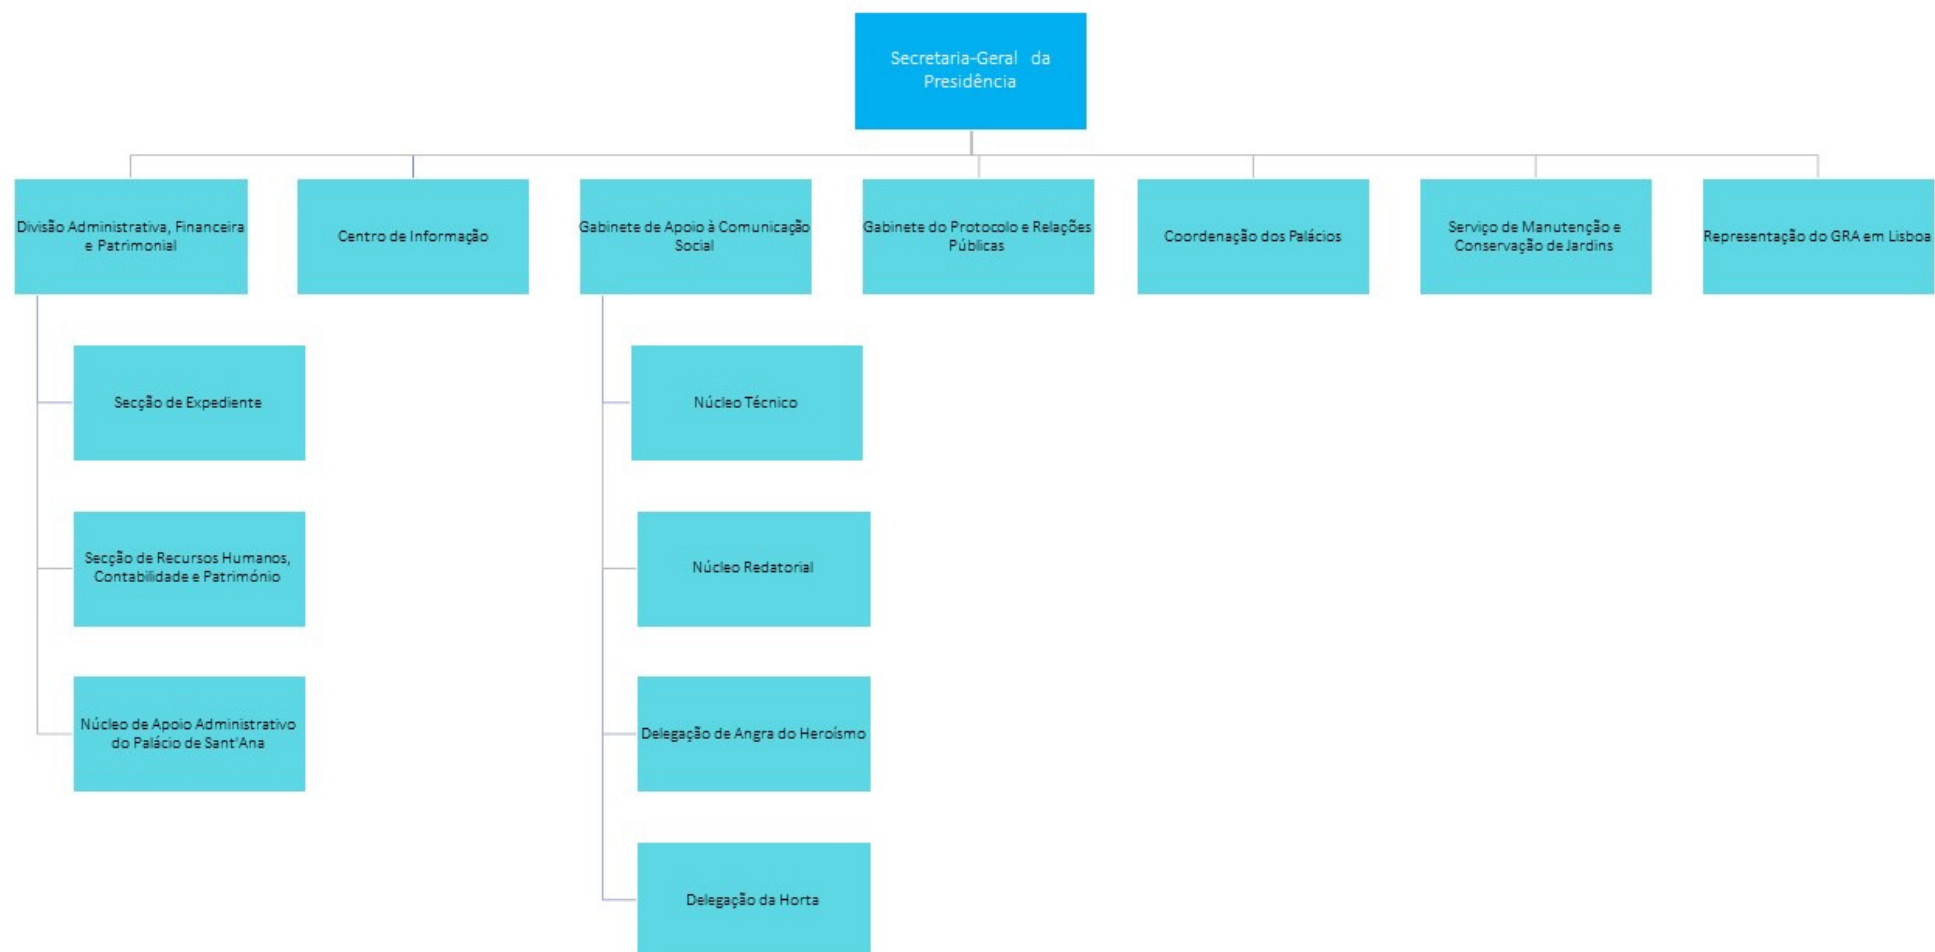 Secretaria-Geral da
Presidência
Divisão Administrativa, Financeira
e Patrimonial
Centro de Informação
Gabinete de Apoio à Comunicação
Social
Gabinete do Protocolo e Relações
Públicas
Coordenação dos Palácios
Serviço de Manutenção e
Conservação de Jardins
Representação do GRA em Lisboa
Secção de Expediente
Núcleo Técnico
Secção de Recursos Humanos,
Contabilidade e Património
Núcleo Redatorial
Núcleo de Apoio Administrativo
do Palácio de Sant'Ana
Delegação de Angra do Heroísmo
Delegação da Horta